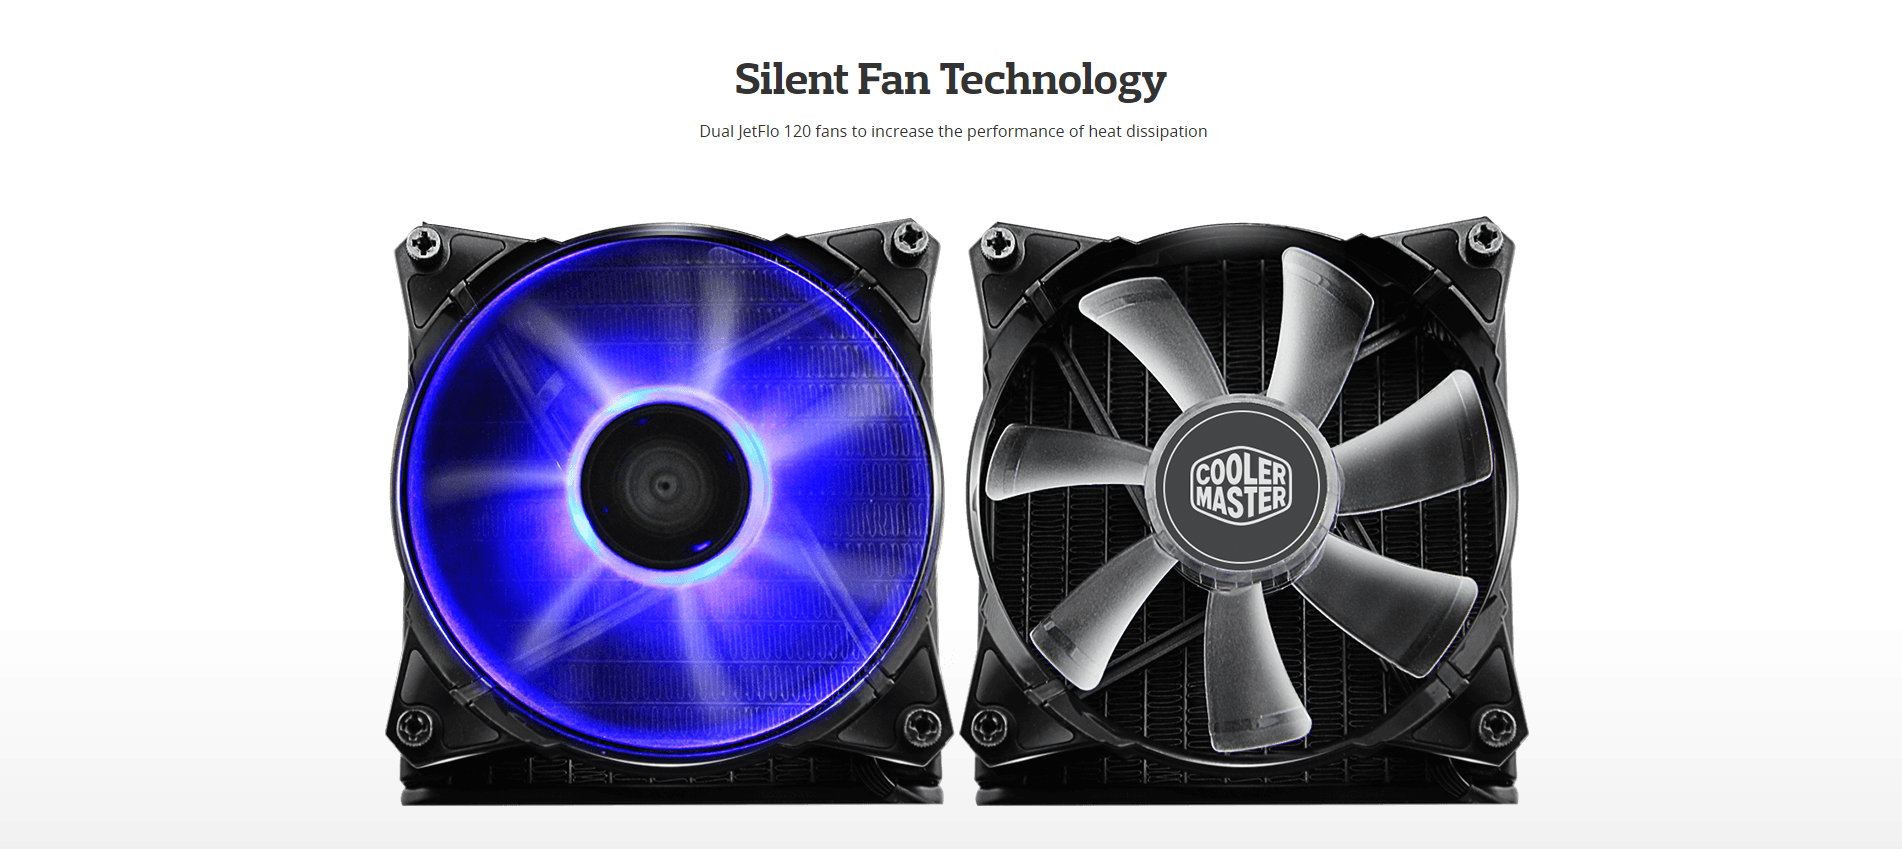 Silent Fan Technology
Dual JetFlo 120 fans to increase the performance of heat dissipation
COOLER
MASTER